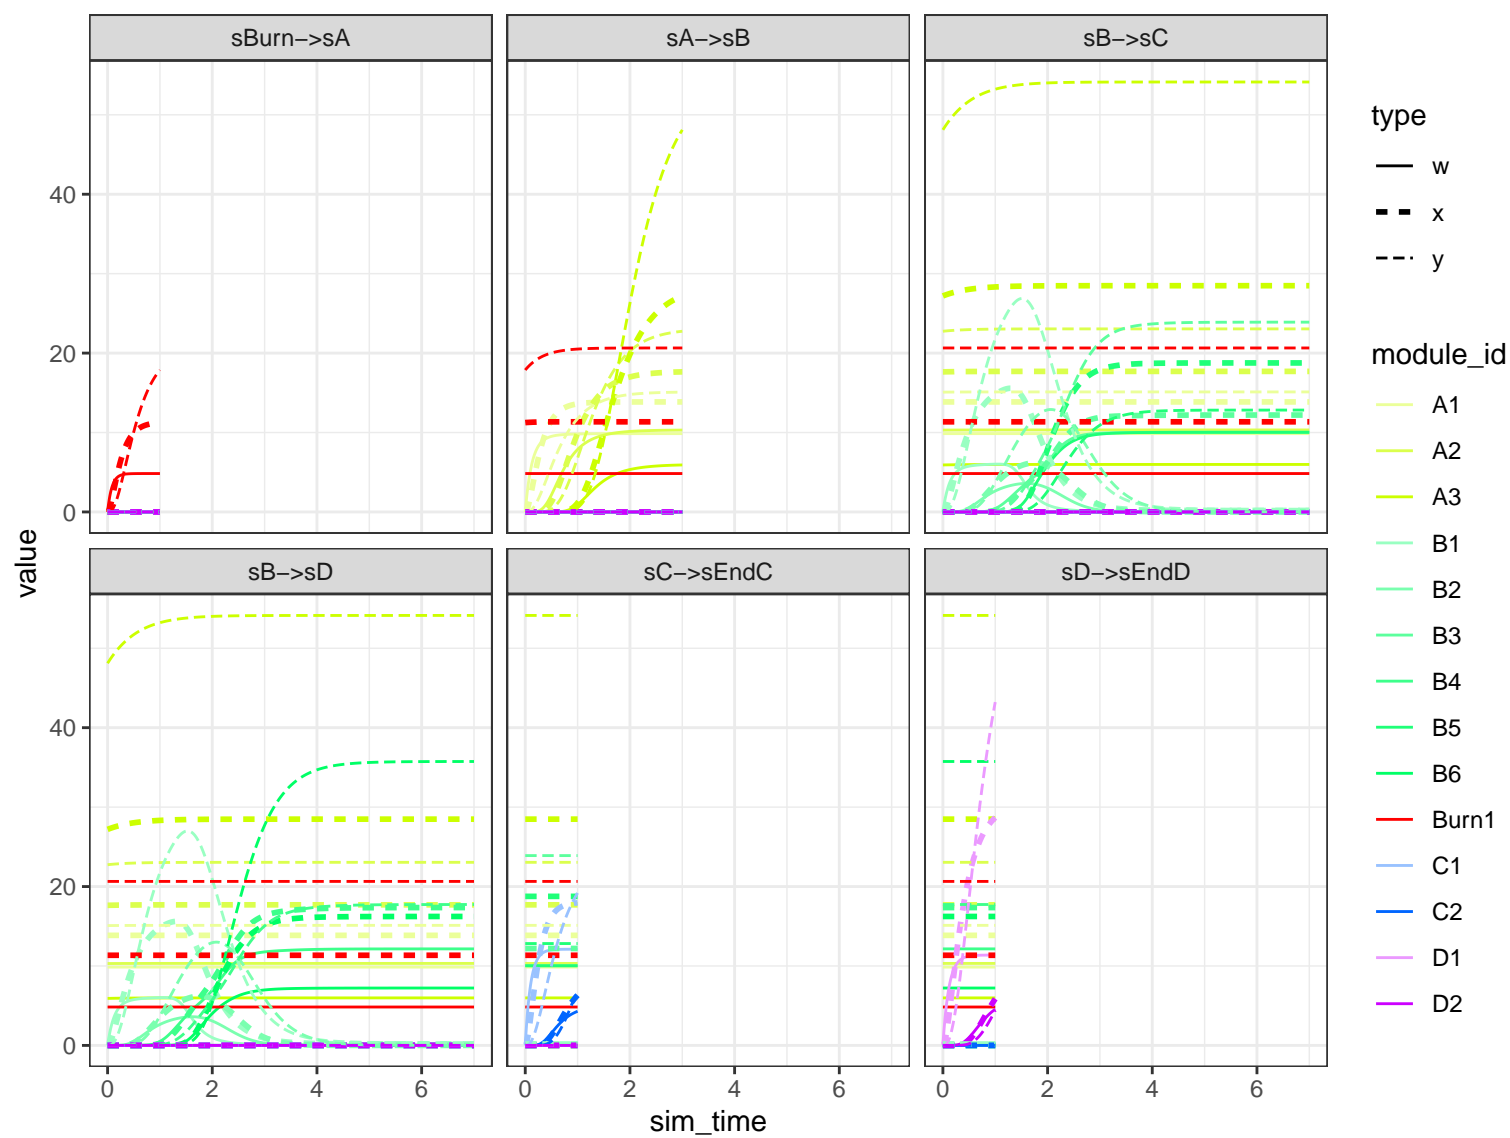 sBurn−>sA
sA−>sB
sB−>sC
sB−>sD
sC−>sEndC
sD−>sEndD
value
40
20
0
40
20
0
0 2 4 6
0 2 4 6
0 2 4 6
sim_time
type
w
x
y
module_id
A1
A2
A3
B1
B2
B3
B4
B5
B6
Burn1
C1
C2
D1
D2